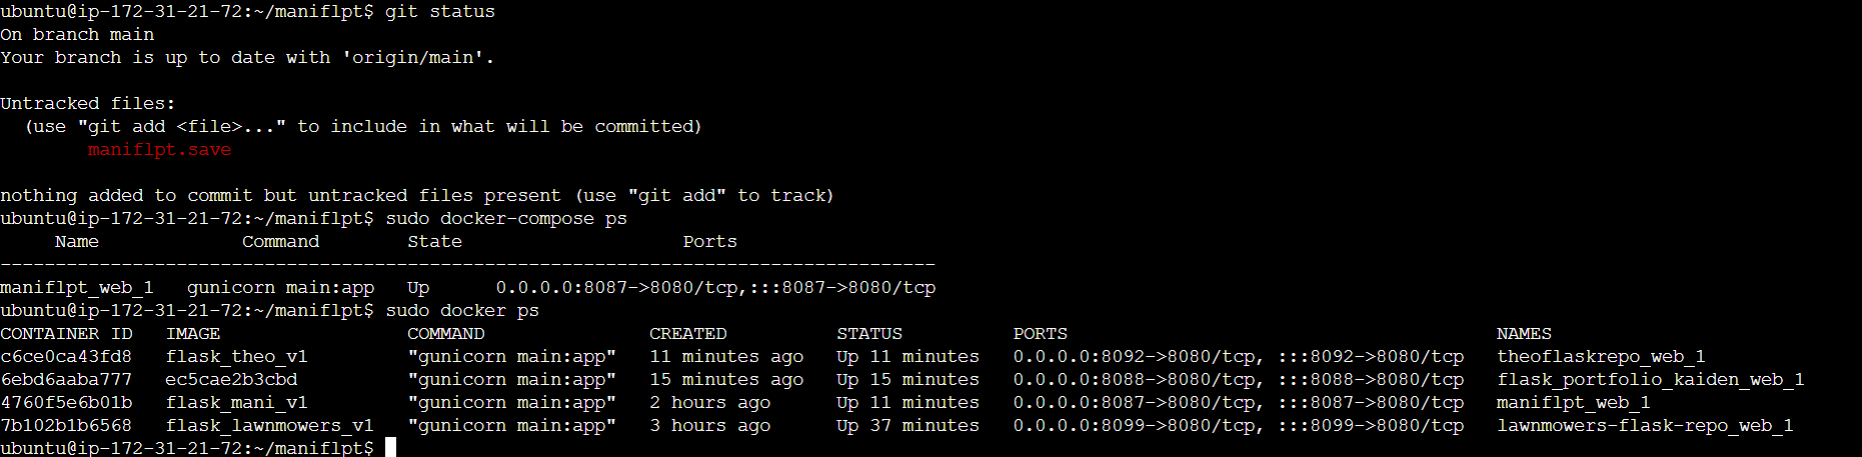 ubuntu@ip-172-31-21-72:~/maniflpt$ git status
On branch main
Your branch is up to date with 'origin/main'.
Untracked files:
  (use "git add <file>..." to include in what will be committed)
        maniflpt.save
nothing added to commit but untracked files present (use "git add" to track)
ubuntu@ip-172-31-21-72:~/maniflpt$ sudo docker-compose ps
     Name             Command        State                    Ports
-------------------------------------------------------------------------------------
maniflpt_web_1   gunicorn main:app   Up      0.0.0.0:8087->8080/tcp,:::8087->8080/tcp
ubuntu@ip-172-31-21-72:~/maniflpt$ sudo docker ps
CONTAINER ID   IMAGE                 COMMAND               CREATED          STATUS          PORTS                                       NAMES
c6ce0ca43fd8   flask_theo_v1         "gunicorn main:app"   11 minutes ago   Up 11 minutes   0.0.0.0:8092->8080/tcp, :::8092->8080/tcp   theoflaskrepo_web_1
6ebd6aaba777   ec5cae2b3cbd          "gunicorn main:app"   15 minutes ago   Up 15 minutes   0.0.0.0:8088->8080/tcp, :::8088->8080/tcp   flask_portfolio_kaiden_web_1
4760f5e6b01b   flask_mani_v1         "gunicorn main:app"   2 hours ago      Up 11 minutes   0.0.0.0:8087->8080/tcp, :::8087->8080/tcp   maniflpt_web_1
7b102b1b6568   flask_lawnmowers_v1   "gunicorn main:app"   3 hours ago      Up 37 minutes   0.0.0.0:8099->8080/tcp, :::8099->8080/tcp   lawnmowers-flask-repo_web_1
ubuntu@ip-172-31-21-72:~/maniflpt$